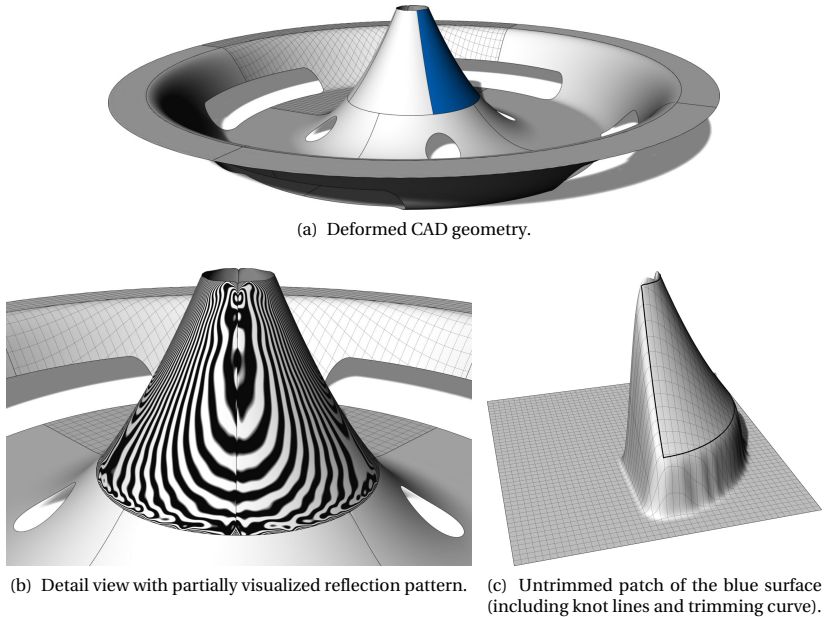 (a) Deformed CAD geometry.
(b) Detail view with partially visualized reflection pattern.
(c) Untrimmed patch of the blue surface
(including knot lines and trimming curve).